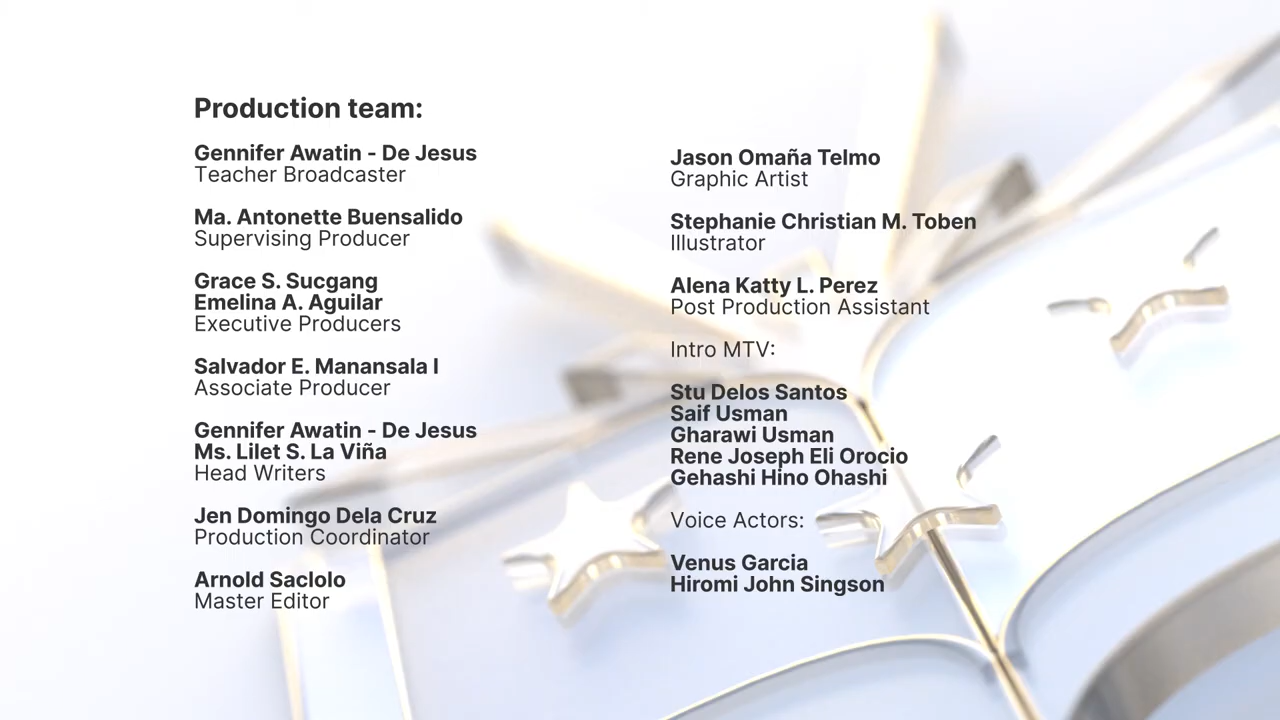 Production team:
Gennifer Awatin - De Jesus
Teacher Broadcaster
Ma. Antonette Buensalido
Supervising Producer
Grace S. Sucgang
Emelina A. Aguilar
Executive Producers
Salvador E. Manansala I
Associate Producer
Gennifer Awatin - De Jesus
Ms. Lilet S. La Viña
Head Writers
Jen Domingo Dela Cruz
Production Coordinator
Arnold Saclolo
Master Editor
Jason Omaña Telmo
Graphic Artist
Stephanie Christian M. Toben
Illustrator
Alena Katty L. Perez
Post Production Assistant
Intro MTV:
Stu Delos Santos
Saif Usman
Gharawi Usman
Rene Joseph Eli Orocio
Gehashi Hino Ohashi
Voice Actors:
Venus Garcia
Hiromi John Singson